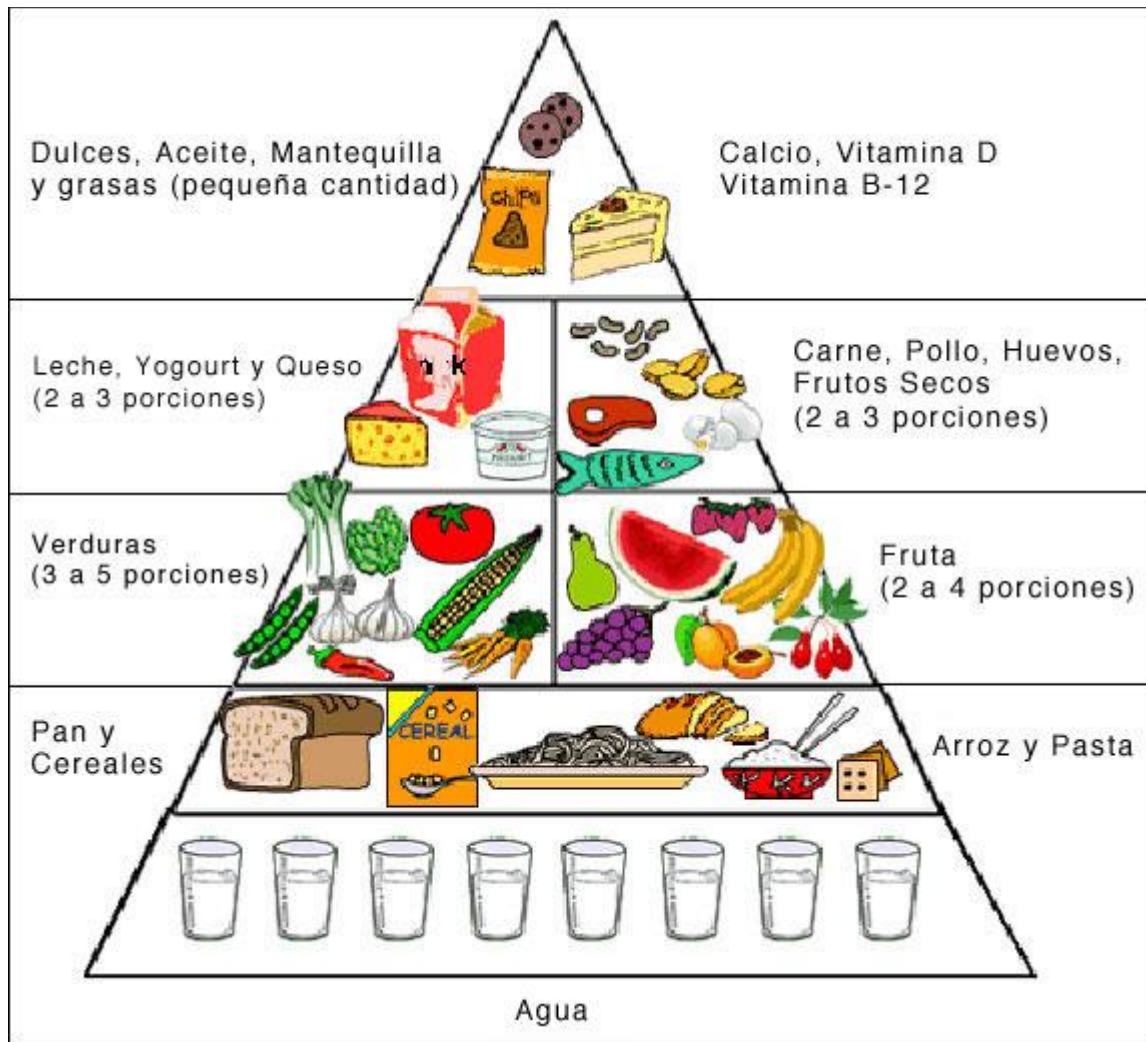 Dulces, Aceite, Mantequilla
y grasas (pequeña cantidad)
Calcio, Vitamina D
Vitamina B-12
chips
Leche, Yogourt y Queso
(2 a 3 porciones)
Carne, Pollo, Huevos,
Frutos Secos
(2 a 3 porciones)
Verduras
(3 a 5 porciones)
Fruta
(2 a 4 porciones)
Pan y
Cereales
CEREAL
Arroz y Pasta
Agua